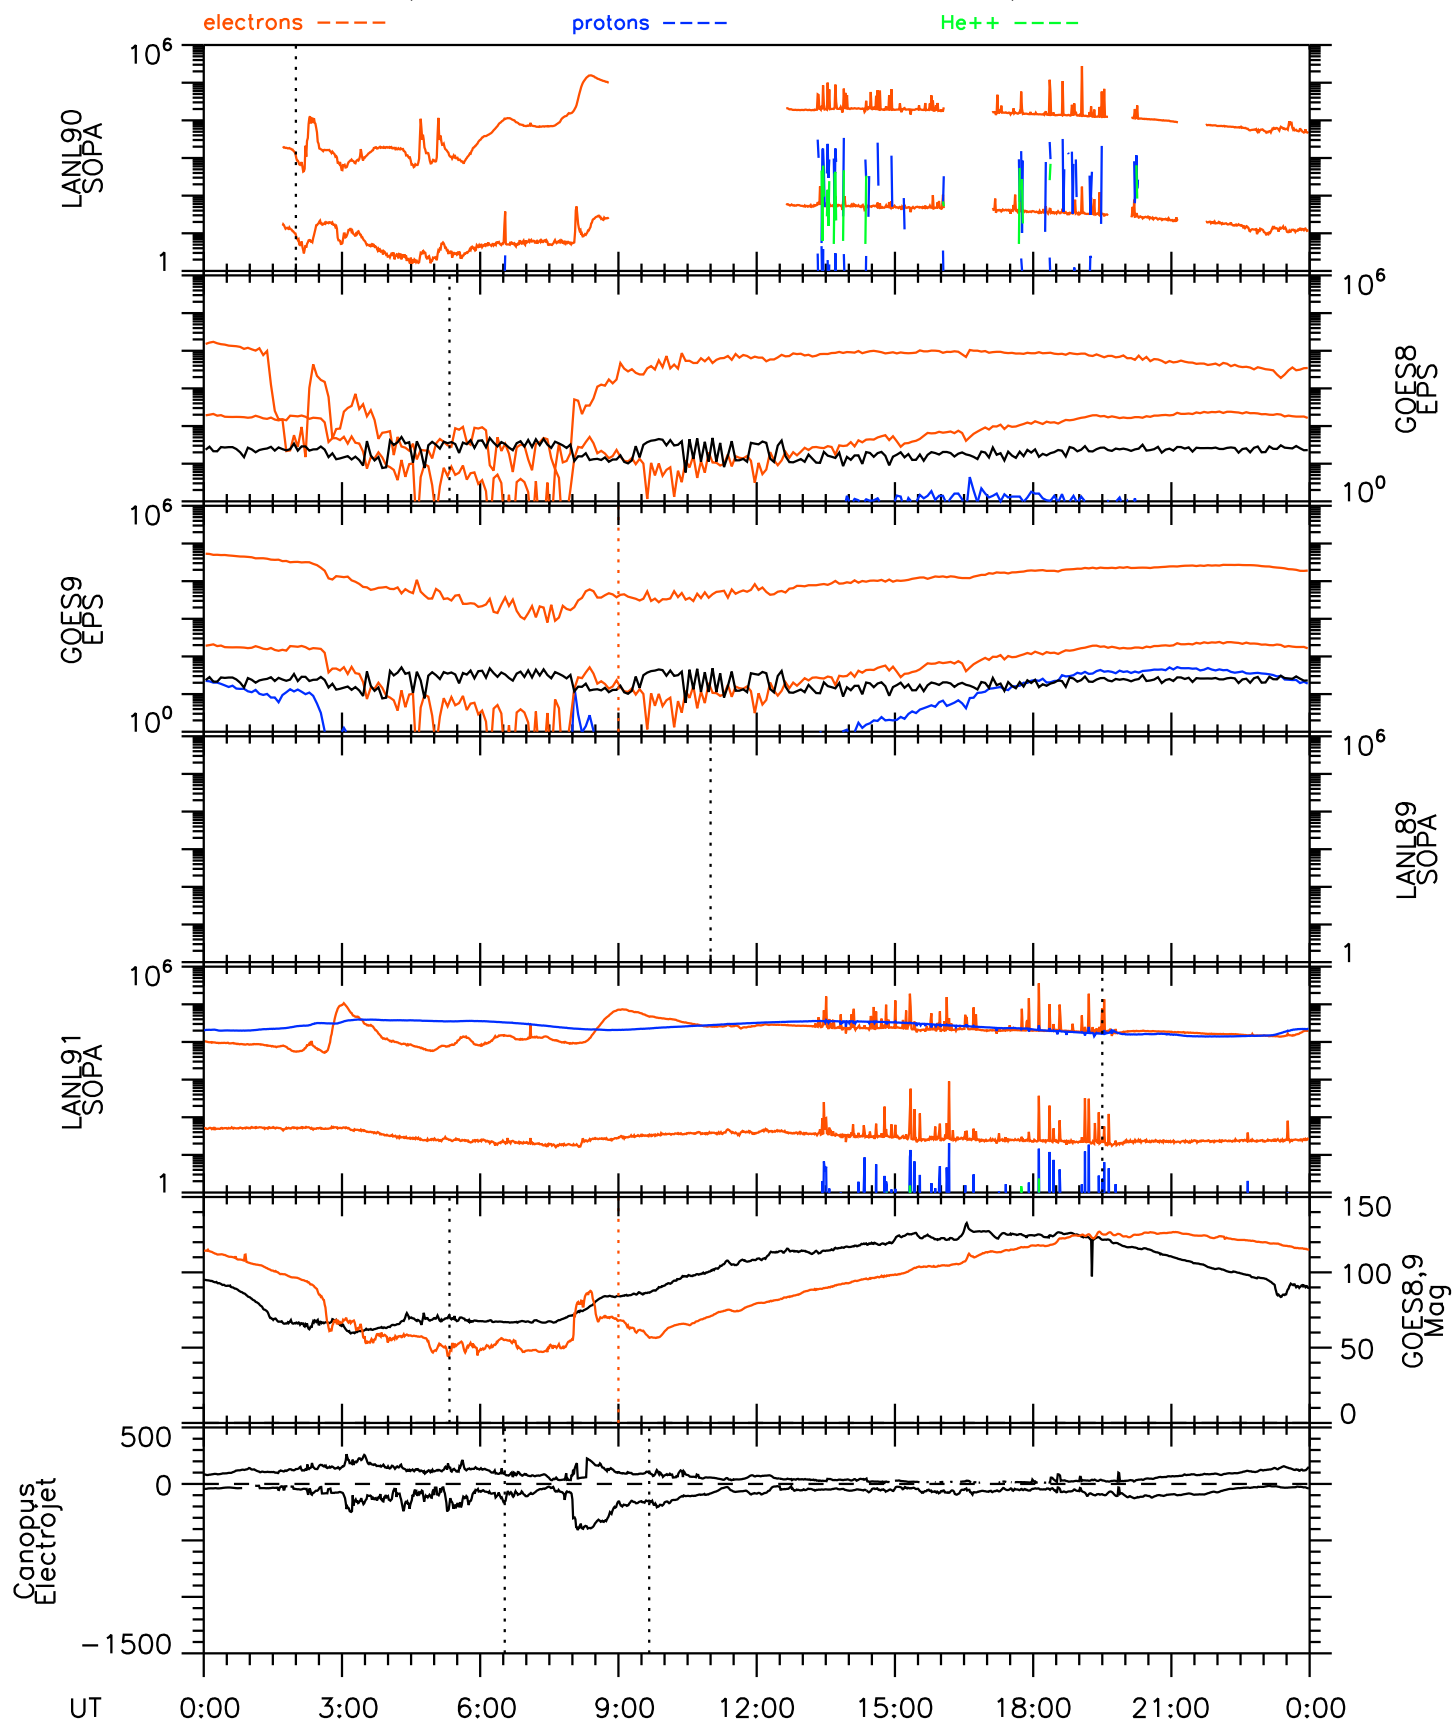 electrons protons He++
10⁶
LANL90
SOPA
1
10⁶
GOES8
EPS
10⁰
10⁶
GOES9
EPS
10⁰
10⁶
LANL89
SOPA
1
10⁶
LANL91
SOPA
1
150
100
GOES8,9
Mag
50
0
500
0
Canopus
Electrojet
−1500
UT 0:00 3:00 6:00 9:00 12:00 15:00 18:00 21:00 0:00